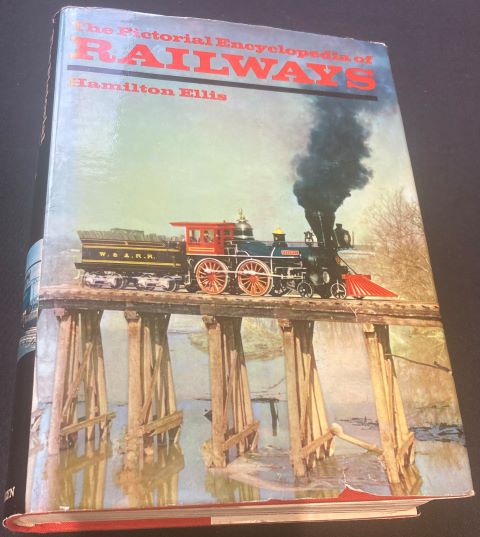 The Pictorial Encyclopedia of
RAILWAYS
Hamilton Ellis
W. & A. R. R.